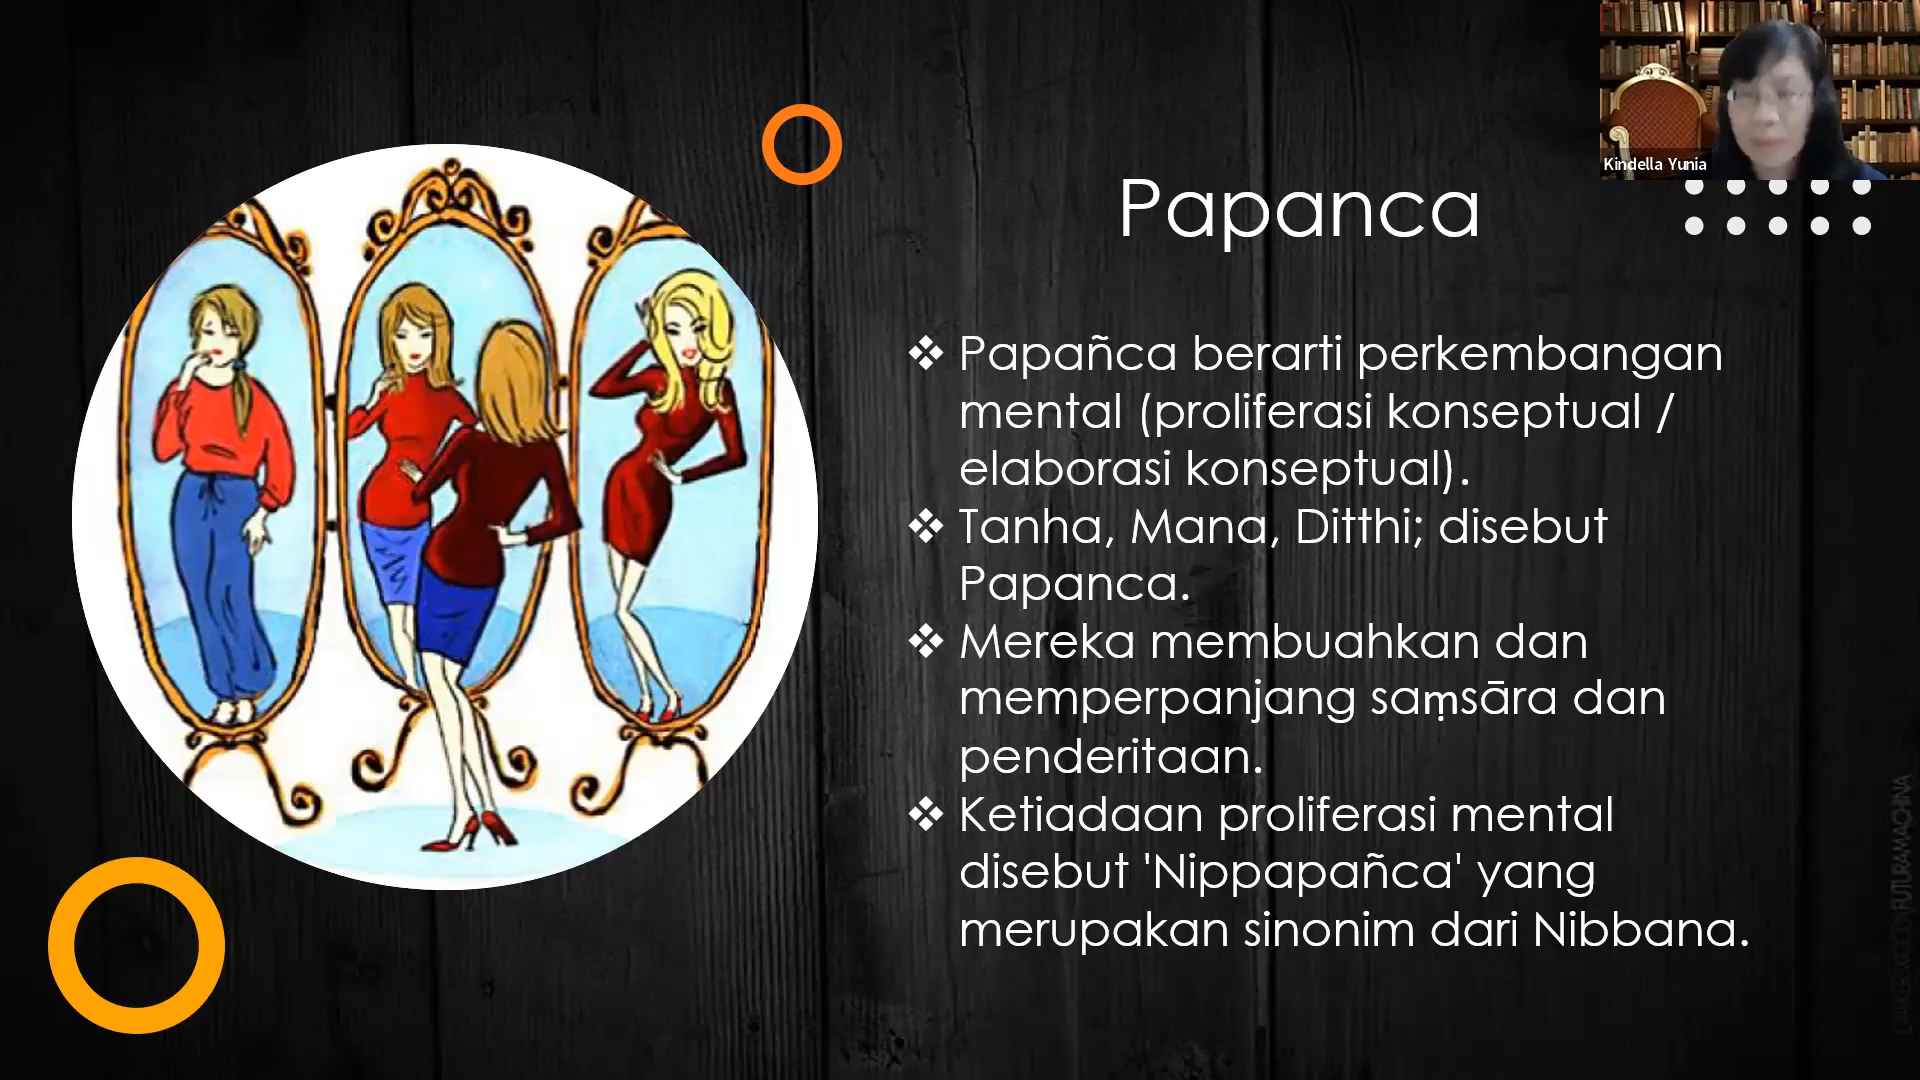 Kindella Yunia
Papanca
❖ Papañca berarti perkembangan
mental (proliferasi konseptual /
elaborasi konseptual).
❖ Tanha, Mana, Ditthi; disebut
Papanca.
❖ Mereka membuahkan dan
memperpanjang saṃsāra dan
penderitaan.
❖ Ketiadaan proliferasi mental
disebut 'Nippapañca' yang
merupakan sinonim dari Nibbana.